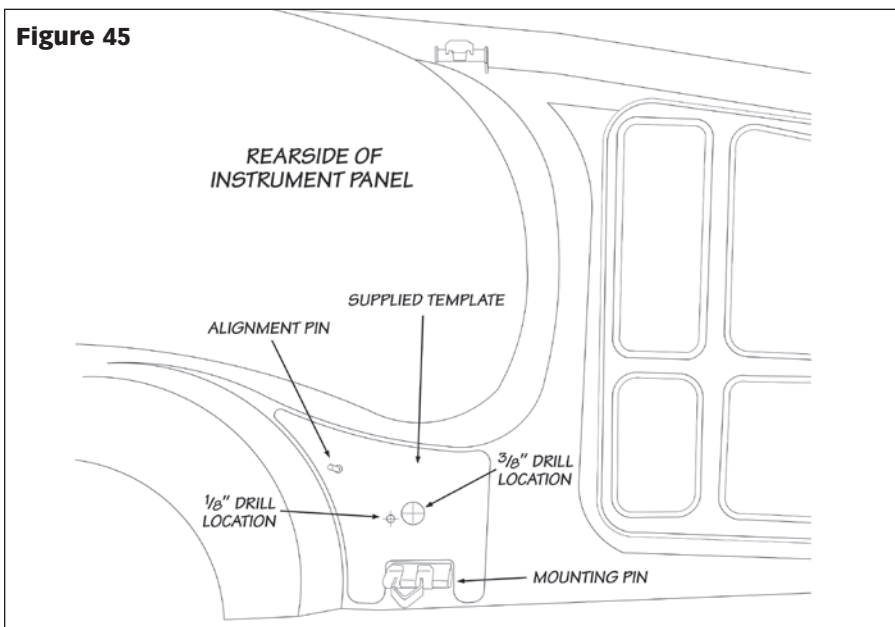 Figure 45
REARSIDE OF
INSTRUMENT PANEL
SUPPLIED TEMPLATE
ALIGNMENT PIN
3/8" DRILL
LOCATION
1/8" DRILL
LOCATION
MOUNTING PIN